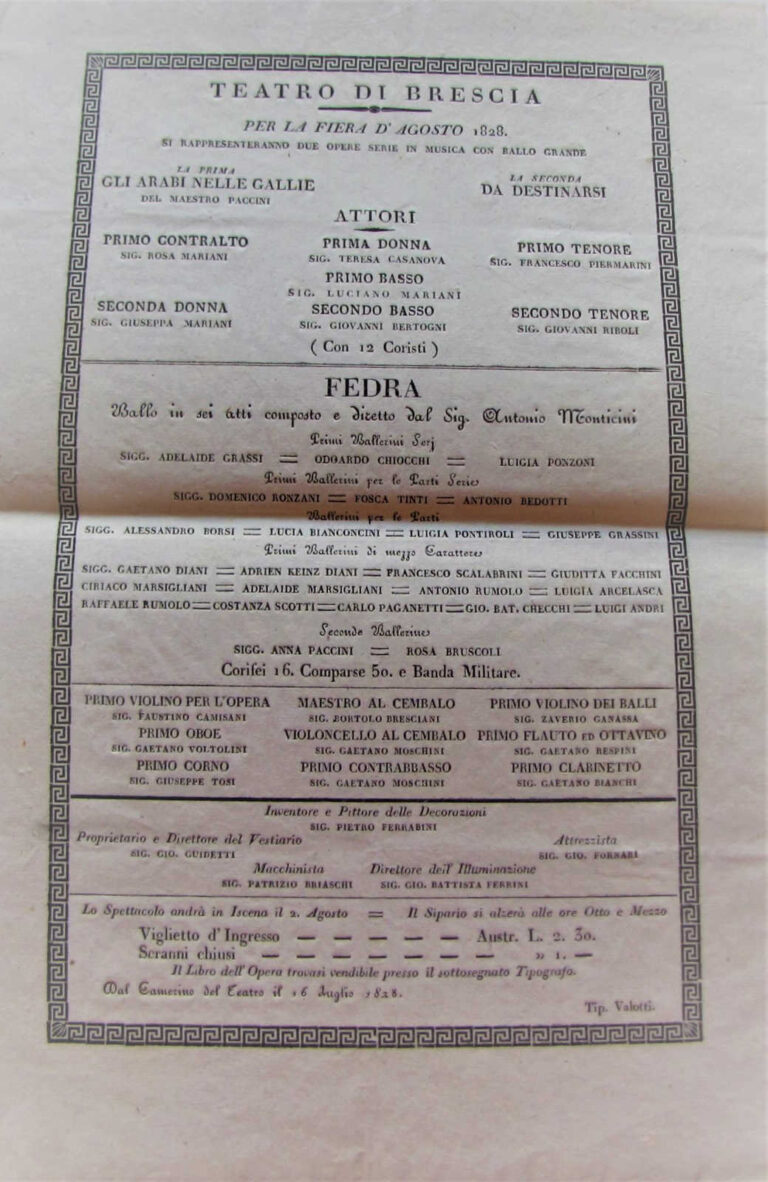 TEATRO DI BRESCIA
PER LA FIERA D' AGOSTO 1828.
SI RAPPRESENTERANNO DUE OPERE SERIE IN MUSICA CON BALLO GRANDE
LA PRIMA
GLI ARABI NELLE GALLIE
DEL MAESTRO PACCINI
LA SECONDA
DA DESTINARSI
ATTORI
PRIMO CONTRALTO
SIG. ROSA MARIANI
PRIMA DONNA
SIG. TERESA CASANOVA
PRIMO TENORE
SIG. FRANCESCO PIERMARINI
PRIMO BASSO
SIG. LUCIANO MARIANI
SECONDA DONNA
SIG. GIUSEPPA MARIANI
SECONDO BASSO
SIG. GIOVANNI BERTOGNI
SECONDO TENORE
SIG. GIOVANNI RIBOLI
( Con 12 Coristi )
FEDRA
Ballo in sei atti composto e diretto dal Sig. Antonio Monticini
Primi Ballerini Serj
SIGG. ADELAIDE GRASSI == ODOARDO CHIOCCHI == LUIGIA PONZONI
Primi Ballerini per le Parti Serie
SIGG. DOMENICO RONZANI == FOSCA TINTI == ANTONIO BEDOTTI
Ballerini per le Parti
SIGG. ALESSANDRO BORSI == LUCIA BIANCONCINI == LUIGIA PONTIROLI == GIUSEPPE GRASSINI
Primi Ballerini di mezzo Carattere
SIGG. GAETANO DIANI == ADRIEN KEINZ DIANI == FRANCESCO SCALABRINI == GIUDITTA FACCHINI
CIRIACO MARSIGLIANI == ADELAIDE MARSIGLIANI == ANTONIO RUMOLO == LUIGIA ARCELASCA
RAFFAELE RUMOLO == COSTANZA SCOTTI == CARLO PAGANETTI == GIO. BAT. CHECCHI == LUIGI ANDRI
Seconde Ballerine
SIGG. ANNA PACCINI == ROSA BRUSCOLI
Corifei 16. Comparse 50. e Banda Militare.
PRIMO VIOLINO PER L'OPERA
SIG. FAUSTINO CAMISANI
MAESTRO AL CEMBALO
SIG. BORTOLO BRESCIANI
PRIMO VIOLINO DEI BALLI
SIG. ZAVERIO GANASSA
PRIMO OBOE
SIG. GAETANO VOLTOLINI
VIOLONCELLO AL CEMBALO
SIG. GAETANO MOSCHINI
PRIMO FLAUTO ED OTTAVINO
SIG. GAETANO BESPINI
PRIMO CORNO
SIG. GIUSEPPE TOSI
PRIMO CONTRABBASSO
SIG. GAETANO MOSCHINI
PRIMO CLARINETTO
SIG. GAETANO BIANCHI
Inventore e Pittore delle Decorazioni
SIG. PIETRO FERRABINI
Proprietario e Direttore del Vestiario
SIG. GIO. GUIDETTI
Attrezzista
SIG. GIO. FORNARI
Macchinista
SIG. PATRIZIO BRIASCHI
Direttore dell' Illuminazione
SIG. GIO. BATTISTA FERRINI
Lo Spettacolo andrà in Iscena il 2. Agosto == Il Sipario si alzerà alle ore Otto e Mezzo
Viglietto d' Ingresso — — — — — Austr. L. 2. 30.
Scranni chiusi — — — — — — » 1. —
Il Libro dell' Opera trovasi vendibile presso il sottosegnato Tipografo.
Dal Camerino del Teatro il 16 Luglio 1828.
Tip. Valotti.